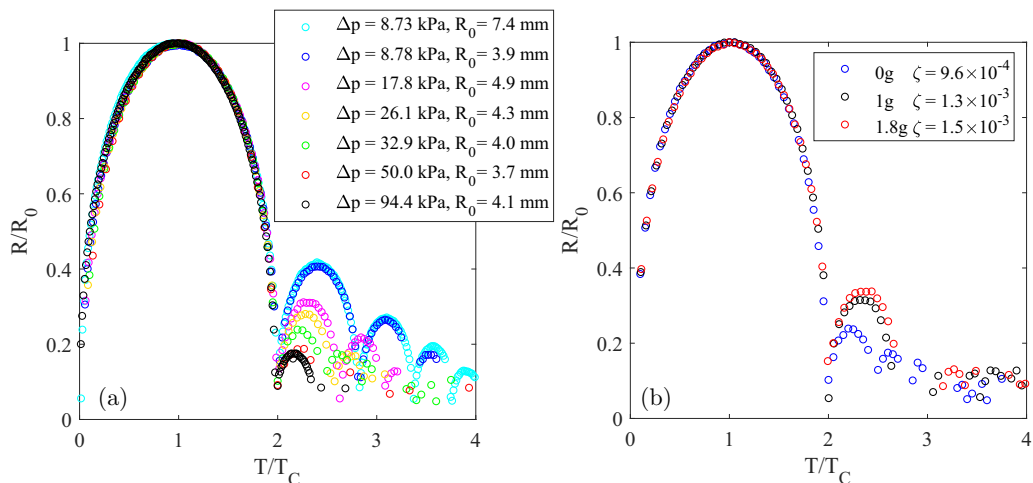 Δp = 8.73 kPa, R₀= 7.4 mm
Δp = 8.78 kPa, R₀= 3.9 mm
Δp = 17.8 kPa, R₀= 4.9 mm
Δp = 26.1 kPa, R₀= 4.3 mm
Δp = 32.9 kPa, R₀= 4.0 mm
Δp = 50.0 kPa, R₀= 3.7 mm
Δp = 94.4 kPa, R₀= 4.1 mm
1
0.8
0.6
0.4
0.2
0
R/R₀
(a)
0 1 2 3 4
T/T_C
0g ζ = 9.6×10⁻⁴
1g ζ = 1.3×10⁻³
1.8g ζ = 1.5×10⁻³
1
0.8
0.6
0.4
0.2
0
R/R₀
(b)
0 1 2 3 4
T/T_C